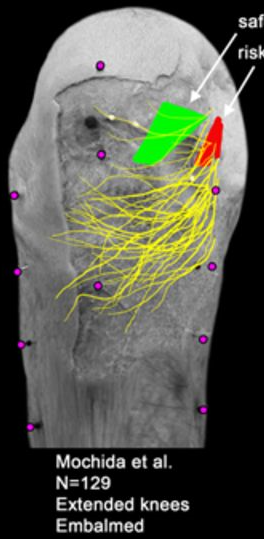 saf
risk
Mochida et al.
N=129
Extended knees
Embalmed